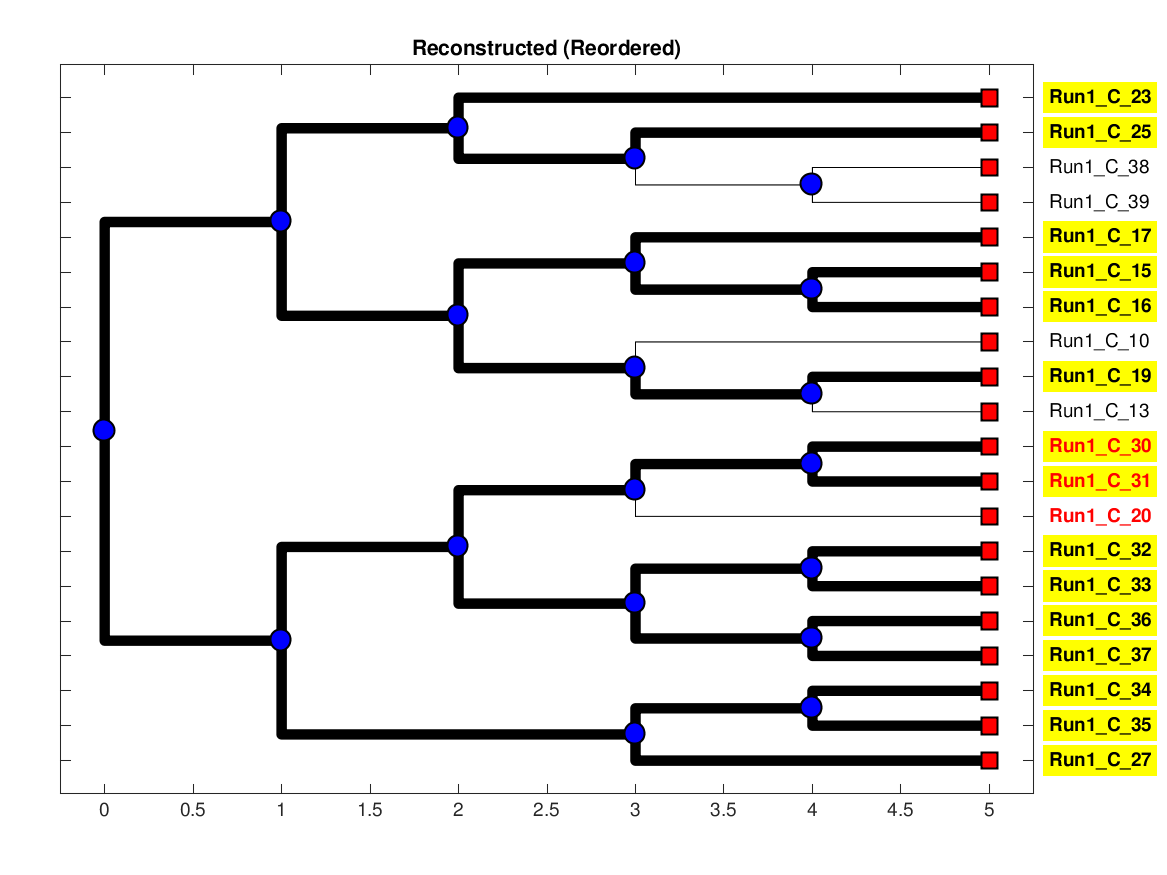 Reconstructed (Reordered)
Run1_C_23
Run1_C_25
Run1_C_38
Run1_C_39
Run1_C_17
Run1_C_15
Run1_C_16
Run1_C_10
Run1_C_19
Run1_C_13
Run1_C_30
Run1_C_31
Run1_C_20
Run1_C_32
Run1_C_33
Run1_C_36
Run1_C_37
Run1_C_34
Run1_C_35
Run1_C_27
0 0.5 1 1.5 2 2.5 3 3.5 4 4.5 5